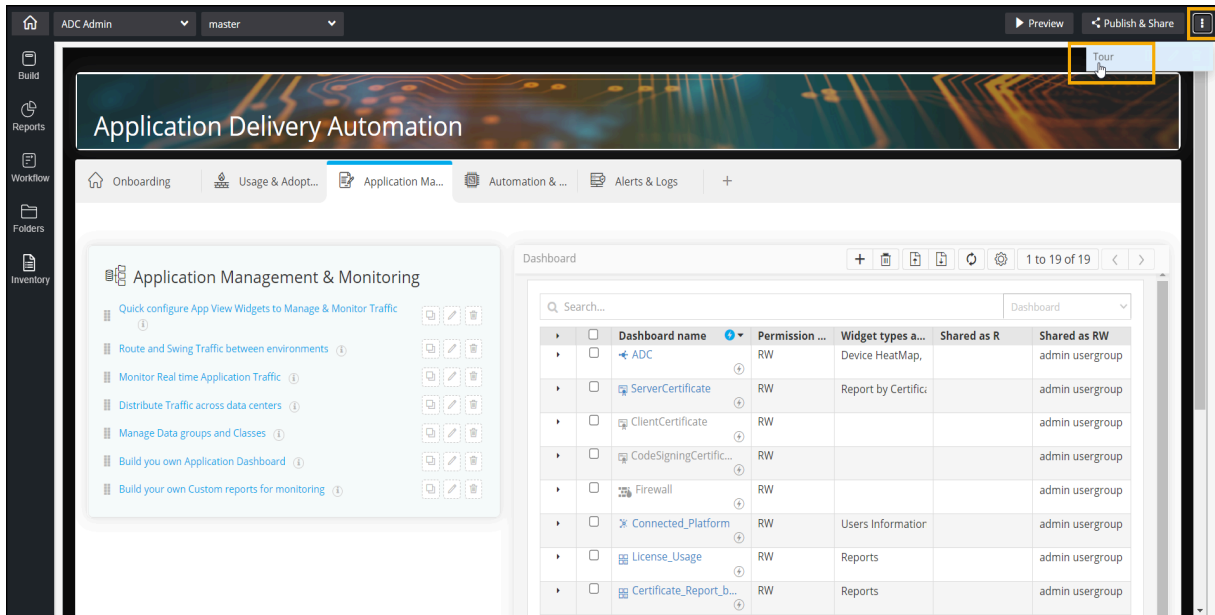 ADC Admin
master
Preview
Publish & Share
Tour
Build
Reports
Workflow
Folders
Inventory
Application Delivery Automation
Onboarding
Usage & Adopt...
Application Ma...
Automation & ...
Alerts & Logs
Application Management & Monitoring
Quick configure App View Widgets to Manage & Monitor Traffic
Route and Swing Traffic between environments
Monitor Real time Application Traffic
Distribute Traffic across data centers
Manage Data groups and Classes
Build you own Application Dashboard
Build your own Custom reports for monitoring
Dashboard
1 to 19 of 19
Search...
Dashboard
Dashboard name Permission ... Widget types a... Shared as R Shared as RW
ADC RW Device HeatMap, admin usergroup
ServerCertificate RW Report by Certifica admin usergroup
ClientCertificate RW admin usergroup
CodeSigningCertific... RW admin usergroup
Firewall RW admin usergroup
Connected_Platform RW Users Information admin usergroup
License_Usage RW Reports admin usergroup
Certificate_Report_b... RW Reports admin usergroup